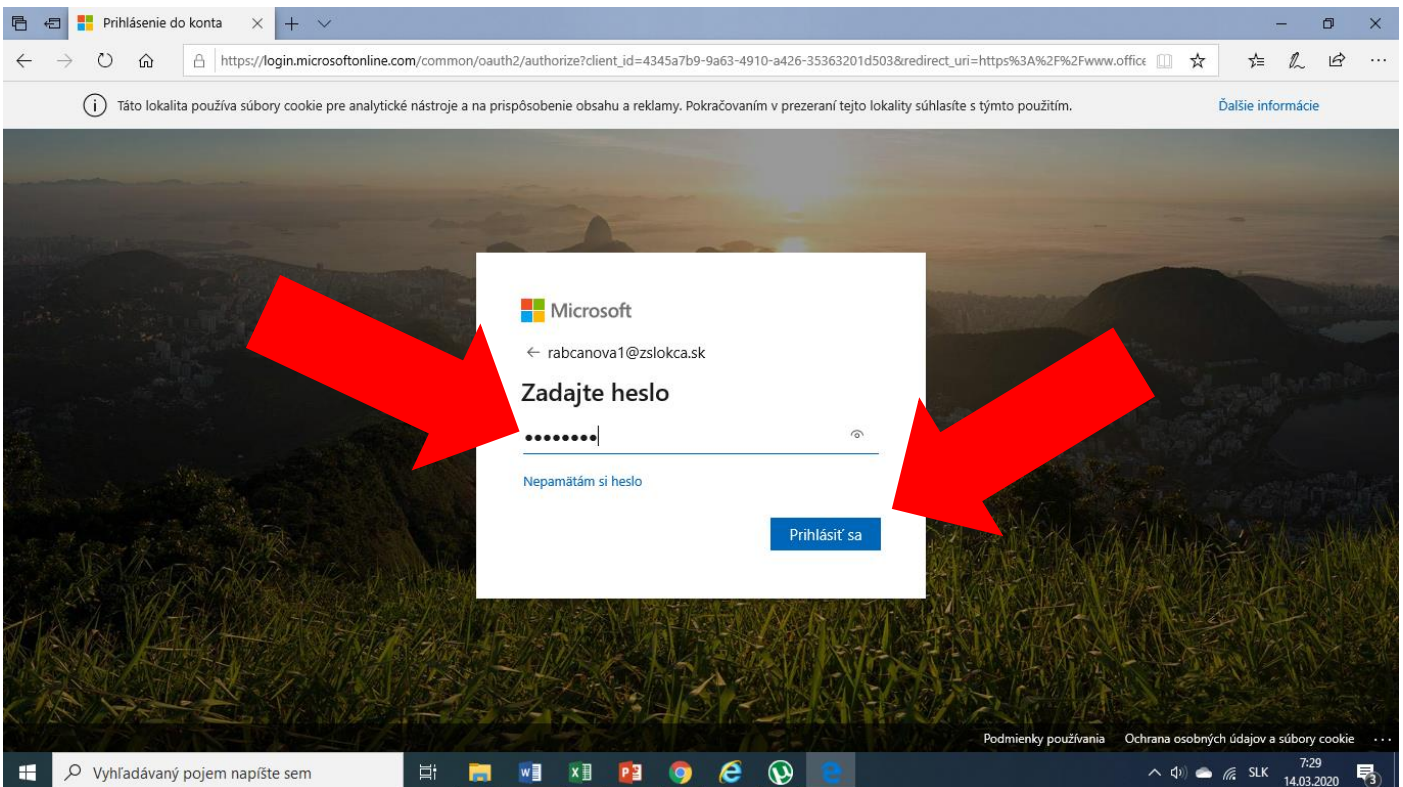 Prihlásenie do konta
https://login.microsoftonline.com/common/oauth2/authorize?client_id=4345a7b9-9a63-4910-a426-35363201d503&redirect_uri=https%3A%2F%2Fwww.office
Táto lokalita používa súbory cookie pre analytické nástroje a na prispôsobenie obsahu a reklamy. Pokračovaním v prezeraní tejto lokality súhlasíte s týmto použitím.
Ďalšie informácie
Microsoft
rabcanova1@zslokca.sk
Zadajte heslo
Nepamätám si heslo
Prihlásiť sa
Podmienky používania Ochrana osobných údajov a súbory cookie ...
Vyhľadávaný pojem napíšte sem
SLK
7:29
14.03.2020
3